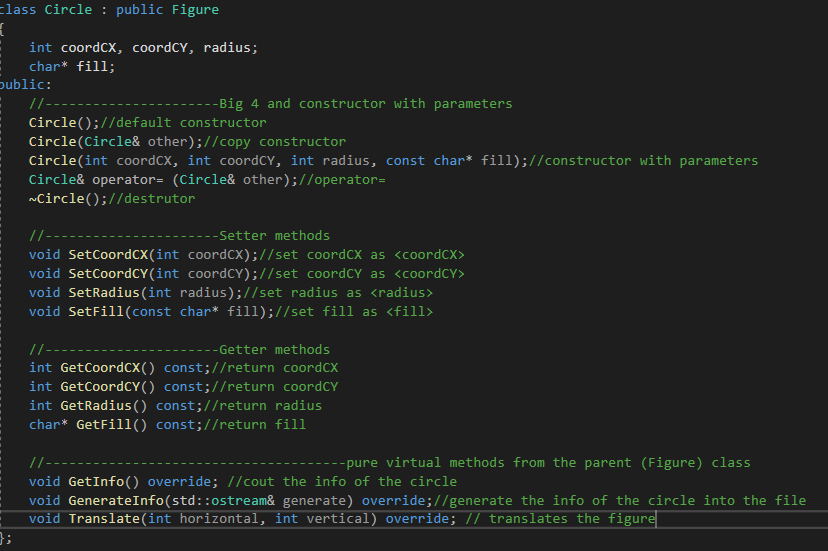 class Circle : public Figure
{
int coordCX, coordCY, radius;
char* fill;
public:
//----------------------Big 4 and constructor with parameters
Circle();//default constructor
Circle(Circle& other);//copy constructor
Circle(int coordCX, int coordCY, int radius, const char* fill);//constructor with parameters
Circle& operator= (Circle& other);//operator=
~Circle();//destrutor
//----------------------Setter methods
void SetCoordCX(int coordCX);//set coordCX as <coordCX>
void SetCoordCY(int coordCY);//set coordCY as <coordCY>
void SetRadius(int radius);//set radius as <radius>
void SetFill(const char* fill);//set fill as <fill>
//----------------------Getter methods
int GetCoordCX() const;//return coordCX
int GetCoordCY() const;//return coordCY
int GetRadius() const;//return radius
char* GetFill() const;//return fill
//--------------------------------------pure virtual methods from the parent (Figure) class
void GetInfo() override; //cout the info of the circle
void GenerateInfo(std::ostream& generate) override;//generate the info of the circle into the file
void Translate(int horizontal, int vertical) override; // translates the figure
};